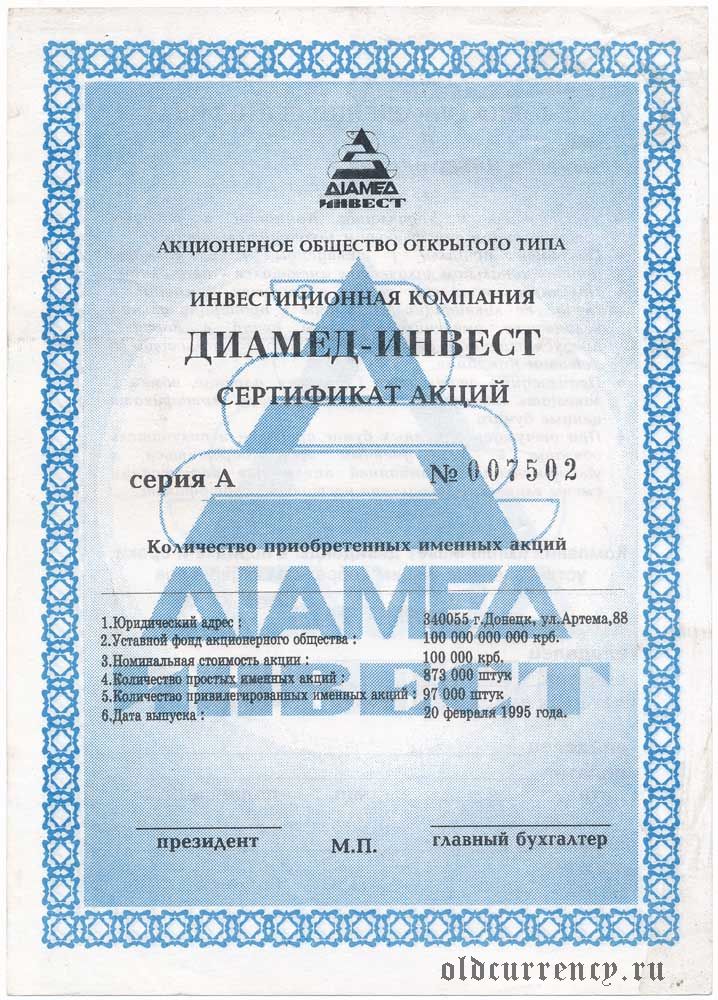 ДІАМЕД
ИНВЕСТ
АКЦИОНЕРНОЕ ОБЩЕСТВО ОТКРЫТОГО ТИПА
ИНВЕСТИЦИОННАЯ КОМПАНИЯ
ДИАМЕД-ИНВЕСТ
СЕРТИФИКАТ АКЦИЙ
серия А № 007502
Количество приобретенных именных акций
ДІАМЕД
ИНВЕСТ
1.Юридический адрес : 340055 г.Донецк, ул.Артема,88
2.Уставной фонд акционерного общества : 100 000 000 000 крб.
3.Номинальная стоимость акции : 100 000 крб.
4.Количество простых именных акций : 873 000 штук
5.Количество привилегированных именных акций : 97 000 штук
6.Дата выпуска : 20 февраля 1995 года.
президент М.П. главный бухгалтер
oldcurrency.ru